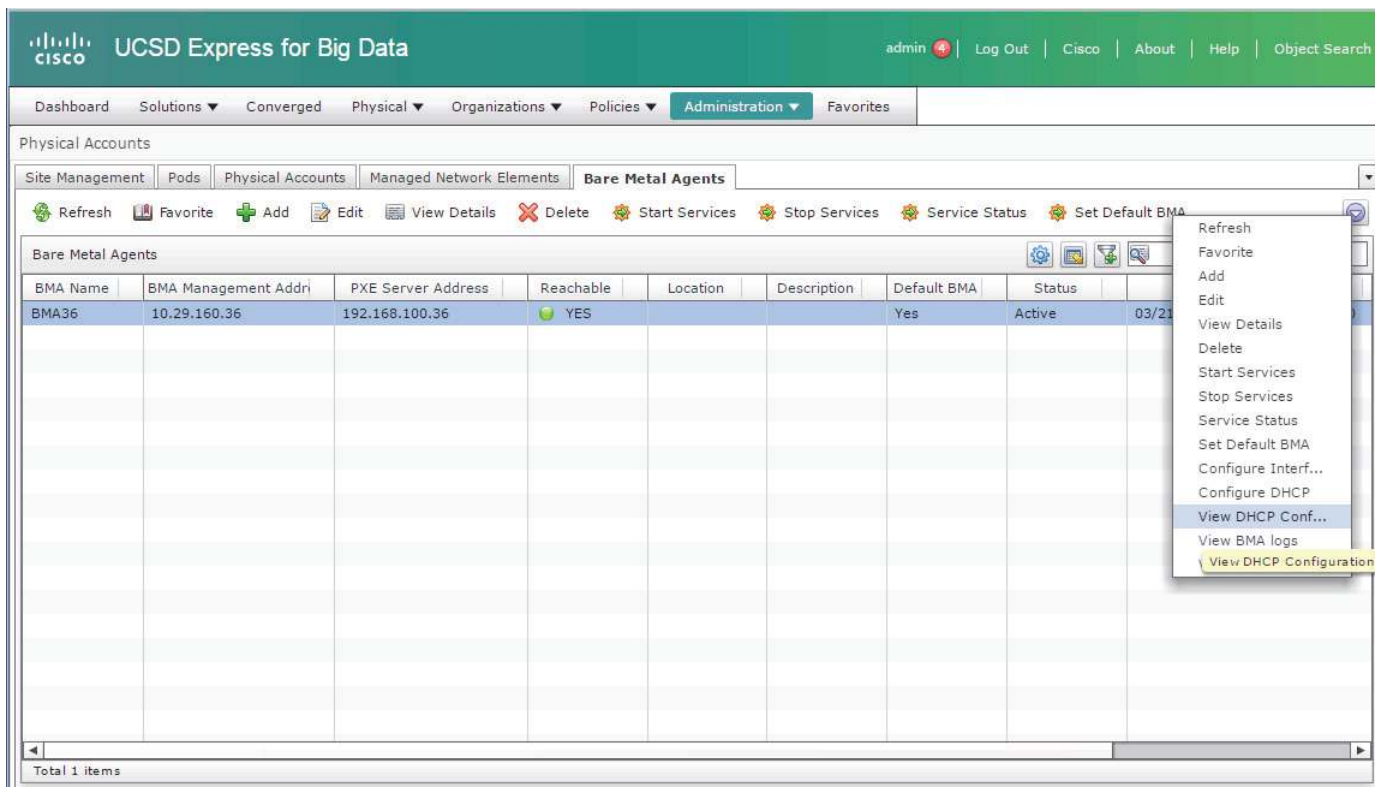 CISCO UCSD Express for Big Data admin 4 | Log Out | Cisco | About | Help | Object Search
Dashboard Solutions Converged Physical Organizations Policies Administration Favorites
Physical Accounts
Site Management Pods Physical Accounts Managed Network Elements Bare Metal Agents
Refresh Favorite Add Edit View Details Delete Start Services Stop Services Service Status Set Default BMA
Bare Metal Agents
BMA Name BMA Management Addr PXE Server Address Reachable Location Description Default BMA Status
BMA36 10.29.160.36 192.168.100.36 YES Yes Active 03/21
Refresh
Favorite
Add
Edit
View Details
Delete
Start Services
Stop Services
Service Status
Set Default BMA
Configure Interf...
Configure DHCP
View DHCP Conf...
View BMA logs
View DHCP Configuration
Total 1 items